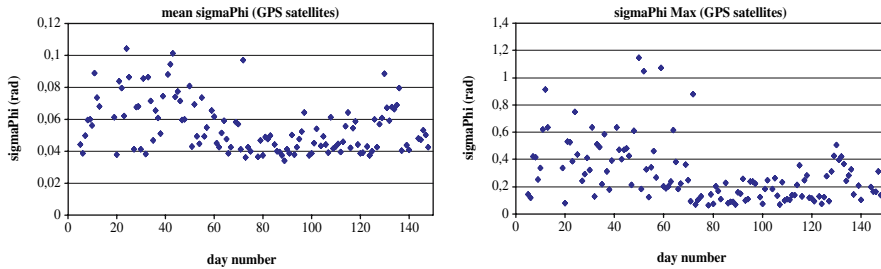 mean sigmaPhi (GPS satellites)
0,12
0,1
0,08
0,06
0,04
0,02
0
sigmaPhi (rad)
0 20 40 60 80 100 120 140
day number
sigmaPhi Max (GPS satellites)
1,4
1,2
1
0,8
0,6
0,4
0,2
0
sigmaPhi (rad)
0 20 40 60 80 100 120 140
day number